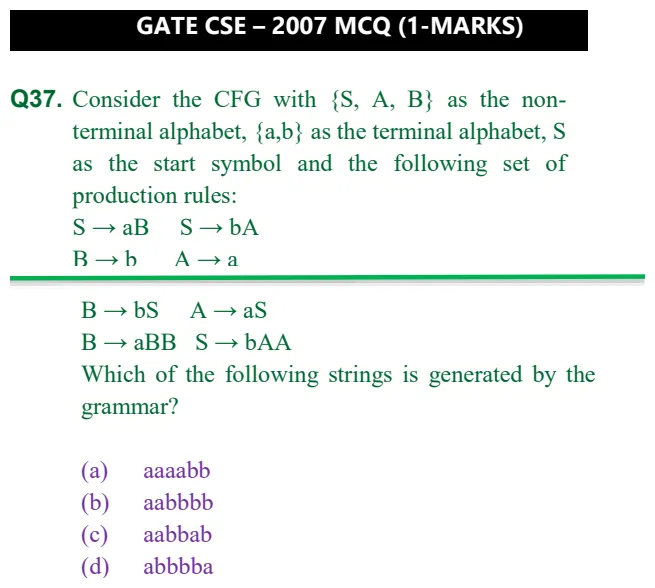 GATE CSE – 2007 MCQ (1-MARKS)
Q37. Consider the CFG with {S, A, B} as the non-
terminal alphabet, {a,b} as the terminal alphabet, S
as the start symbol and the following set of
production rules:
S → aB S → bA
B → b A → a
B → bS A → aS
B → aBB S → bAA
Which of the following strings is generated by the
grammar?
(a) aaaabb
(b) aabbbb
(c) aabbab
(d) abbbba